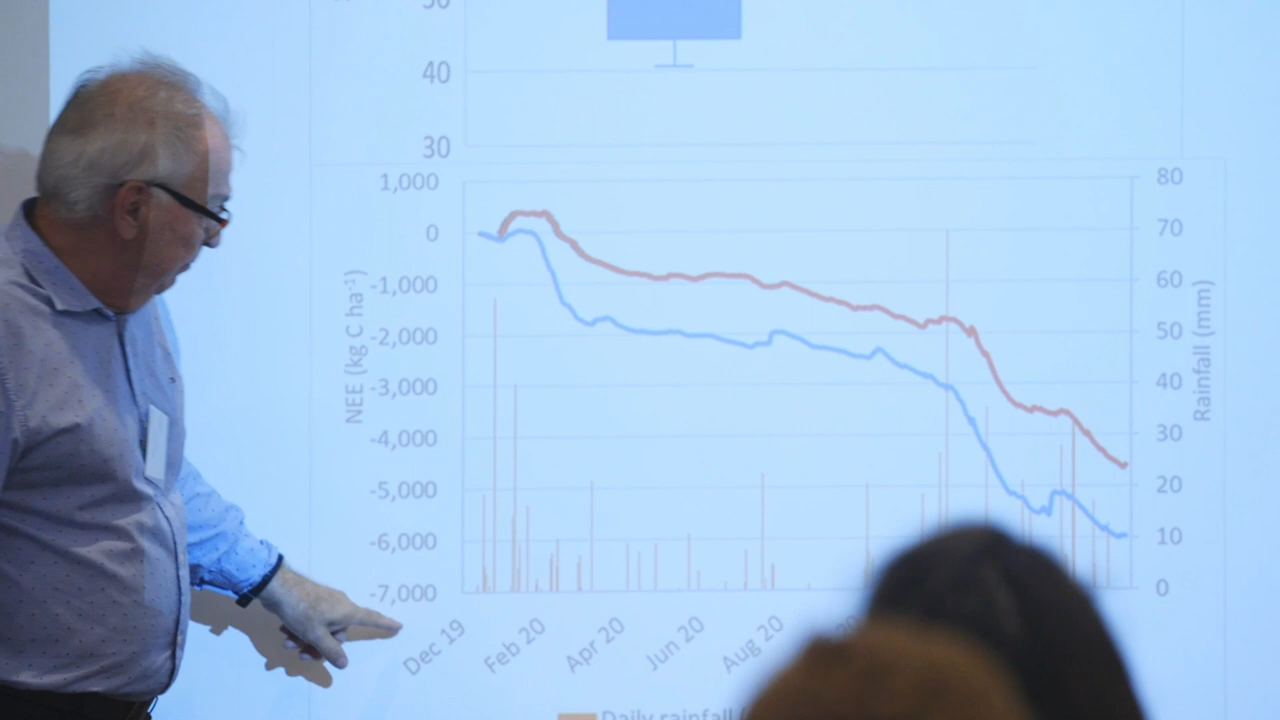 40
30
1,000
0
-1,000
-2,000
-3,000
-4,000
-5,000
-6,000
-7,000
NEE (kg C ha⁻¹)
80
70
60
50
40
30
20
10
0
Rainfall (mm)
Dec 19
Feb 20
Apr 20
Jun 20
Aug 20
Daily rainfall